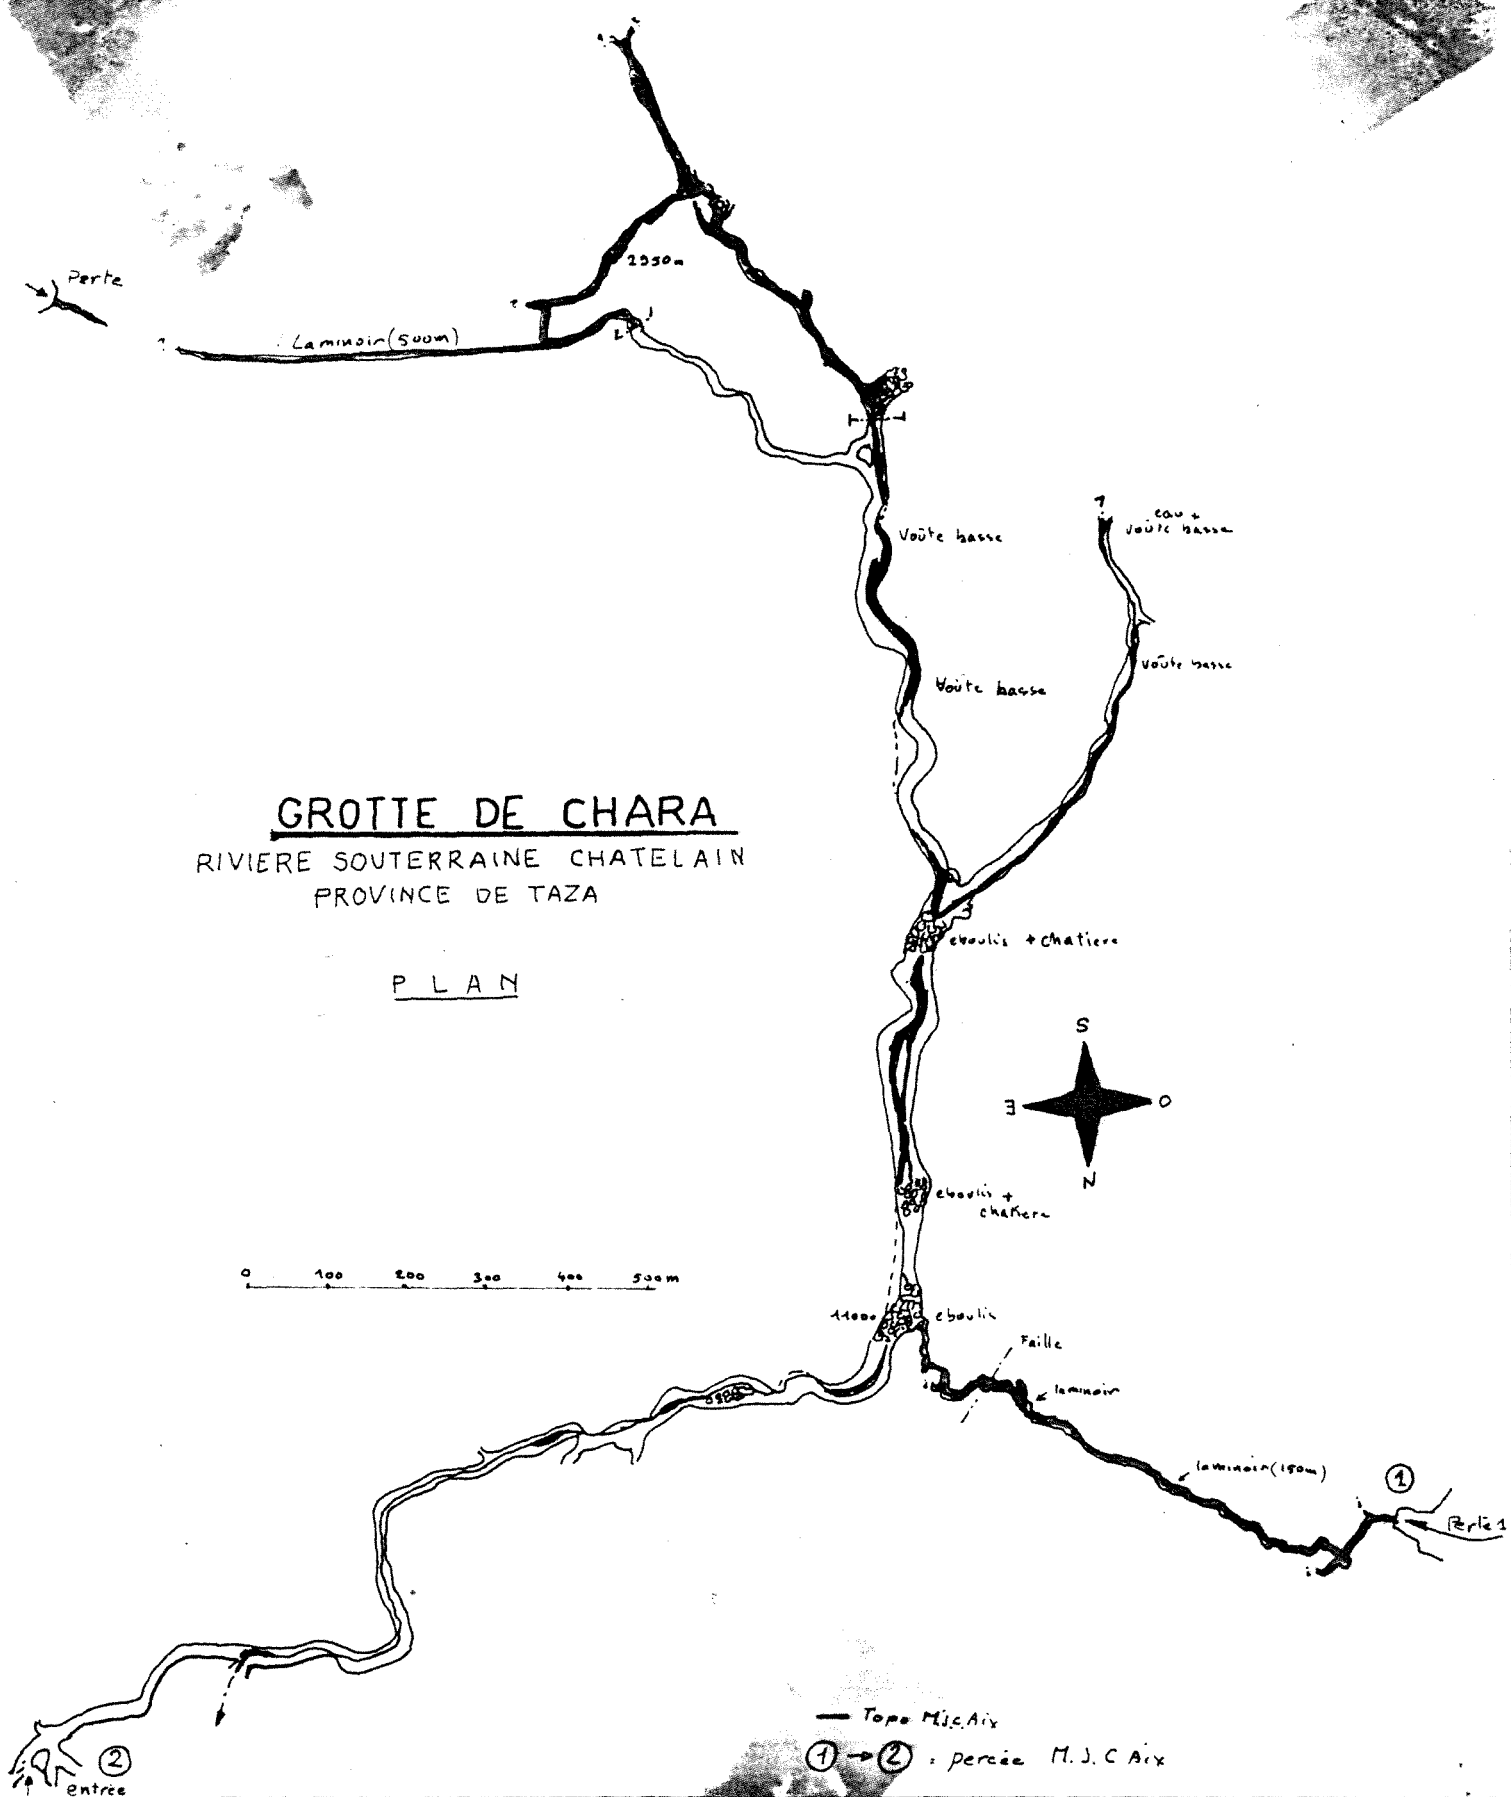 Perte
2950m
Laminoir (500m)
Voûte basse
eau +
voûte basse
voûte basse
Voûte basse
GROTTE DE CHARA
RIVIERE SOUTERRAINE CHATELAIN
PROVINCE DE TAZA
PLAN
eboulis + chatiere
S
E
O
N
eboulis +
chatiere
0 100 200 300 400 500m
eboulis
Faille
laminoir
laminoir (150m)
1
Perte 1
Topo M.J.C Aix
1 → 2 : percée M.J.C Aix
2
entrée